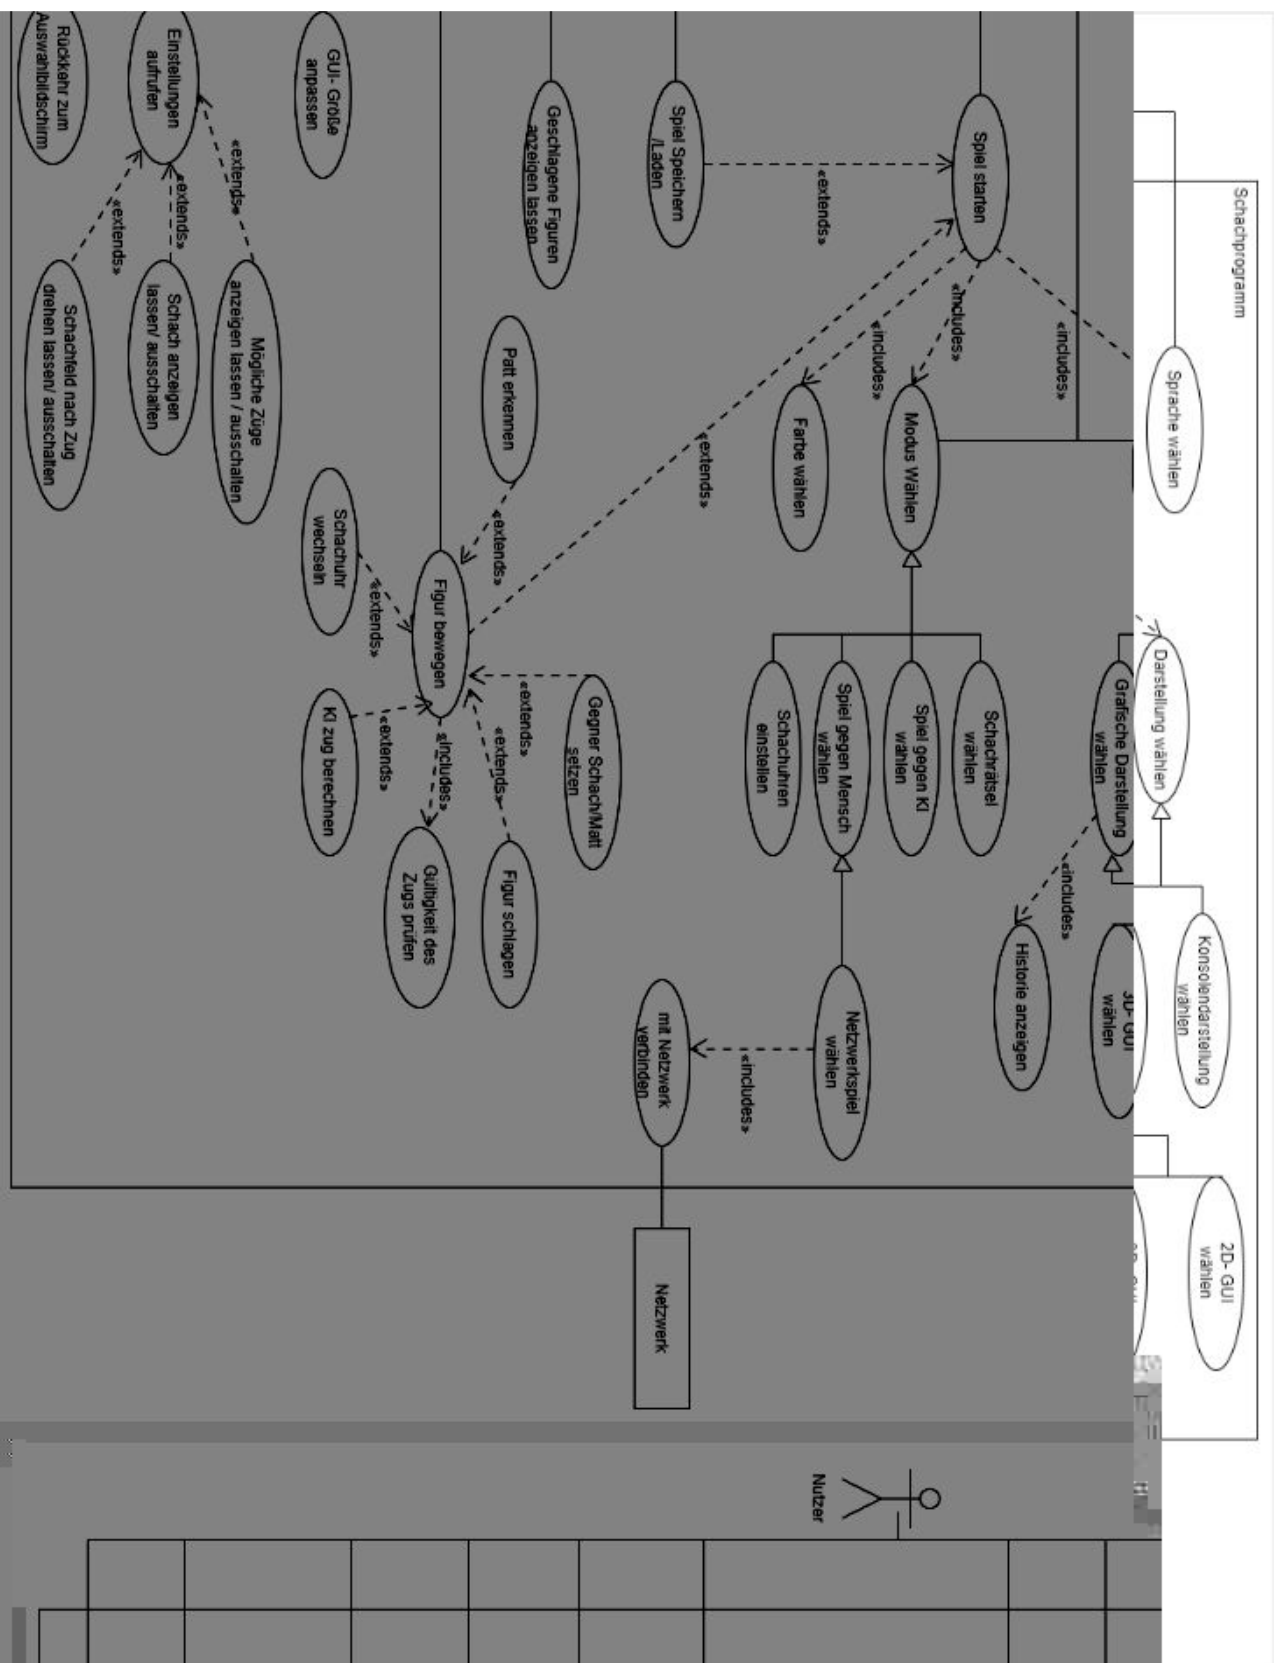 Schachprogramm
Sprache wählen
Darstellung wählen
Konsolendarstellung
wählen
2D- GUI
wählen
Grafische Darstellung
wählen
wählen
«includes»
Historie anzeigen
Spiel starten
«includes»
«includes»
«includes»
Modus Wählen
Farbe wählen
Schachrätsel
wählen
Spiel gegen KI
wählen
Spiel gegen Mensch
wählen
Schachuhren
einstellen
Netzwerkspiel
wählen
«includes»
mit Netzwerk
verbinden
Netzwerk
Spiel Speichern
/Laden
«extends»
«extends»
Geschlagene Figuren
anzeigen lassen
Patt erkennen
«extends»
Gegner Schach/Matt
setzen
«extends»
Figur schlagen
«extends»
Figur bewegen
«includes»
Gültigkeit des
Zugs prüfen
Schachuhr
wechseln
«extends»
KI zug berechnen
«extends»
GUI- Größe
anpassen
Mögliche Züge
anzeigen lassen / ausschalten
«extends»
Einstellungen
aufrufen
«extends»
Schach anzeigen
lassen/ ausschalten
«extends»
Schachfeld nach Zug
drehen lassen/ ausschalten
Rückkehr zum
Auswahlbildschirm
Nutzer